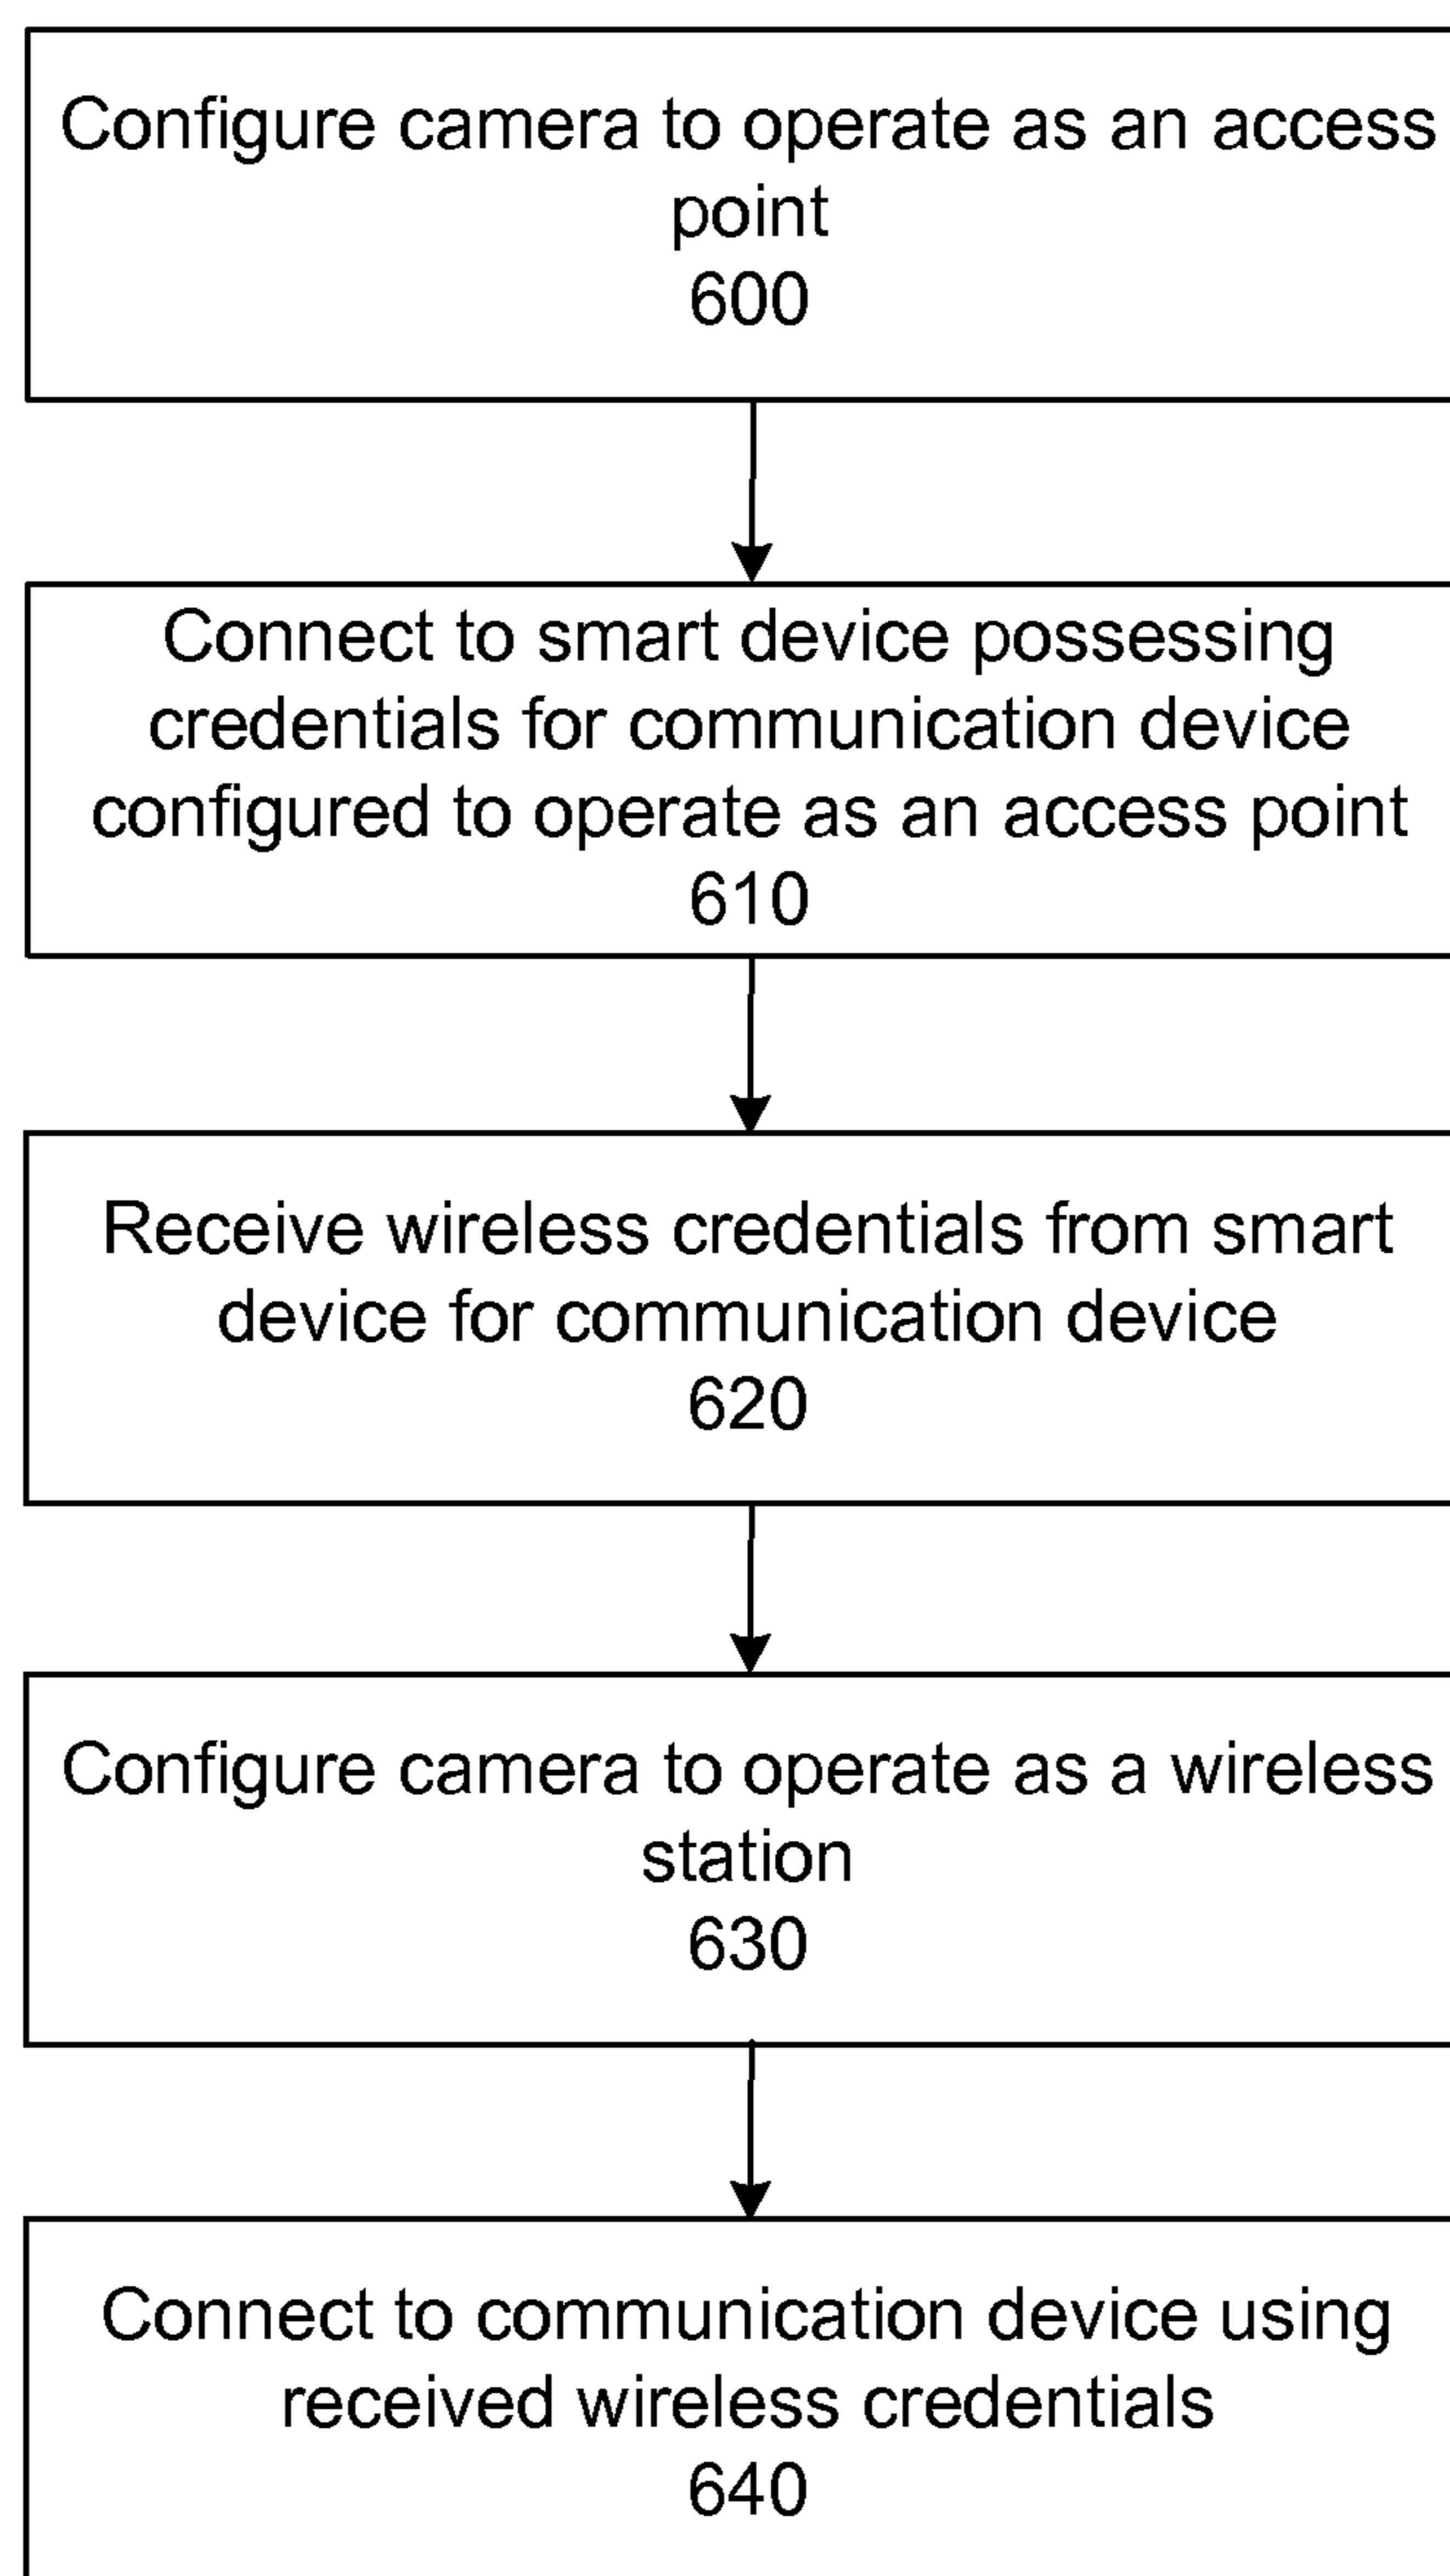 Configure camera to operate as an access
point
600
Connect to smart device possessing
credentials for communication device
configured to operate as an access point
610
Receive wireless credentials from smart
device for communication device
620
Configure camera to operate as a wireless
station
630
Connect to communication device using
received wireless credentials
640